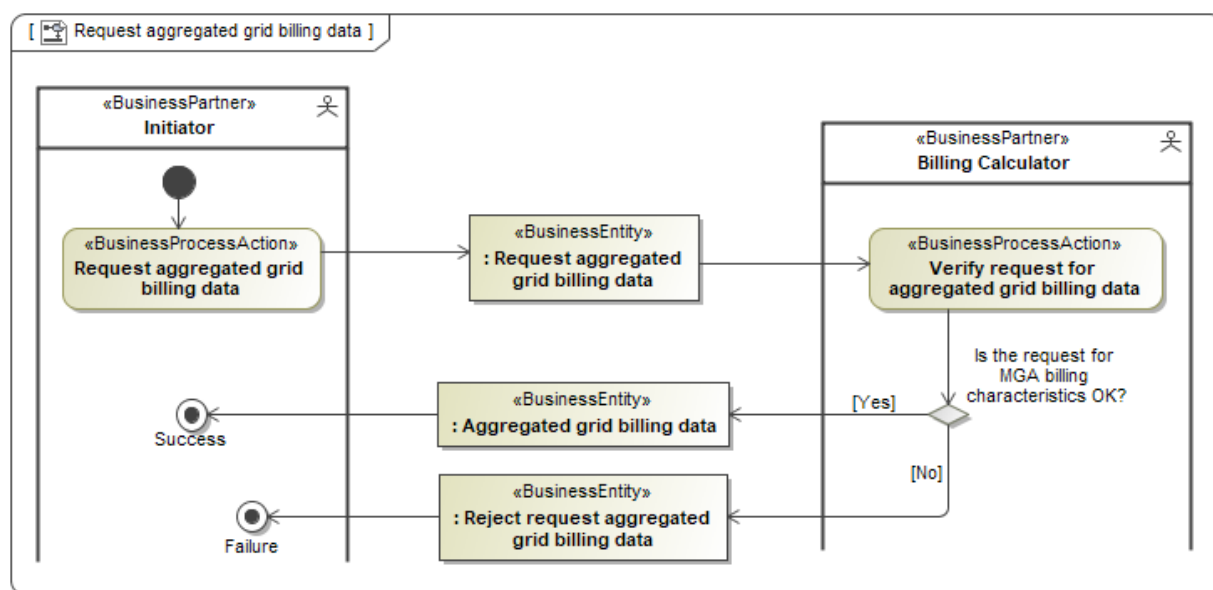 [ Request aggregated grid billing data ]
«BusinessPartner»
Initiator
«BusinessPartner»
Billing Calculator
«BusinessProcessAction»
Request aggregated grid
billing data
«BusinessEntity»
: Request aggregated
grid billing data
«BusinessProcessAction»
Verify request for
aggregated grid billing data
Is the request for
MGA billing
characteristics OK?
[Yes]
«BusinessEntity»
: Aggregated grid billing data
Success
[No]
«BusinessEntity»
: Reject request aggregated
grid billing data
Failure